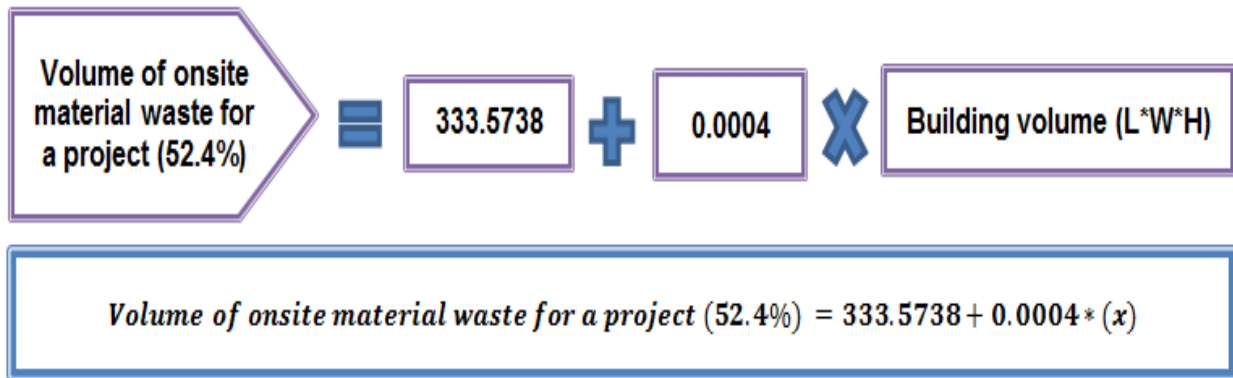 Volume of onsite
material waste for
a project (52.4%)
=
333.5738
+
0.0004
×
Building volume (L*W*H)
Volume of onsite material waste for a project (52.4%) = 333.5738 + 0.0004 * (x)